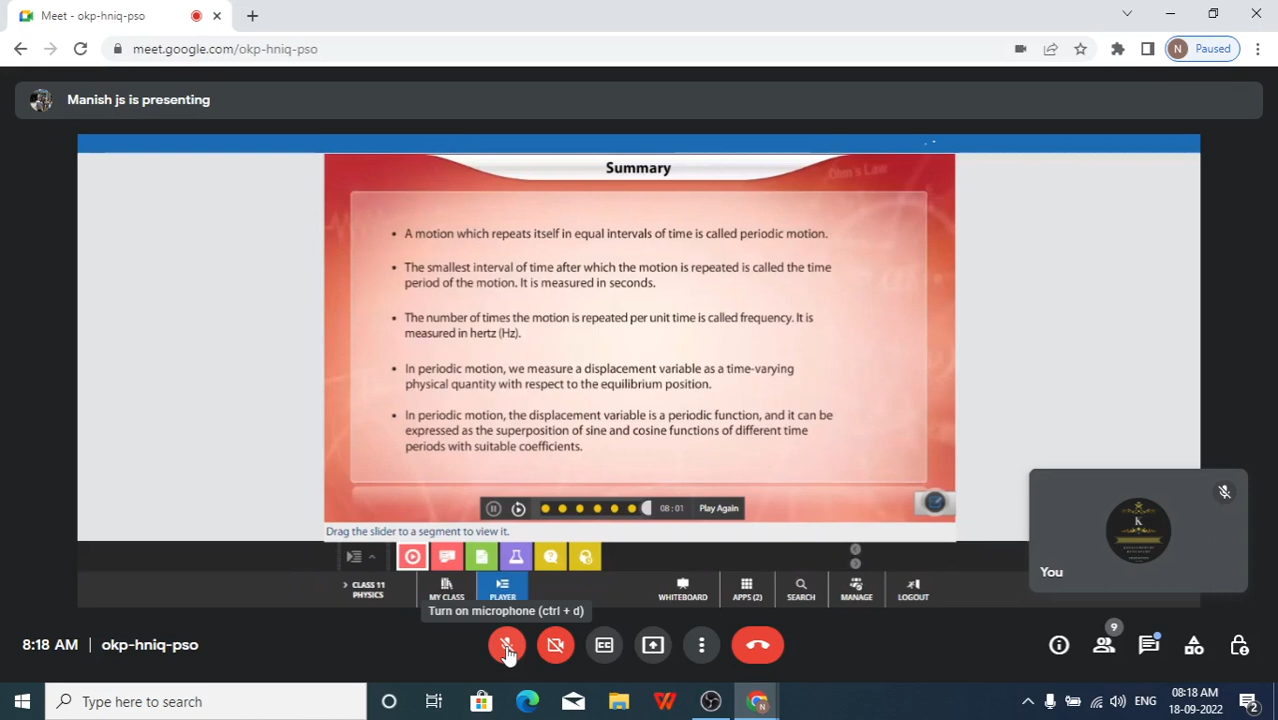 Meet - okp-hniq-pso
meet.google.com/okp-hniq-pso
N Paused
Manish js is presenting
Summary
Ohm's Law
• A motion which repeats itself in equal intervals of time is called periodic motion.
• The smallest interval of time after which the motion is repeated is called the time
period of the motion. It is measured in seconds.
• The number of times the motion is repeated per unit time is called frequency. It is
measured in hertz (Hz).
• In periodic motion, we measure a displacement variable as a time-varying
physical quantity with respect to the equilibrium position.
• In periodic motion, the displacement variable is a periodic function, and it can be
expressed as the superposition of sine and cosine functions of different time
periods with suitable coefficients.
08:01 Play Again
Drag the slider to a segment to view it.
K
You
CLASS 11
PHYSICS
MY CLASS
PLAYER
WHITEBOARD
APPS (2)
SEARCH
MANAGE
LOGOUT
Turn on microphone (ctrl + d)
8:18 AM | okp-hniq-pso
CC
9
Type here to search
ENG
08:18 AM
18-09-2022
2